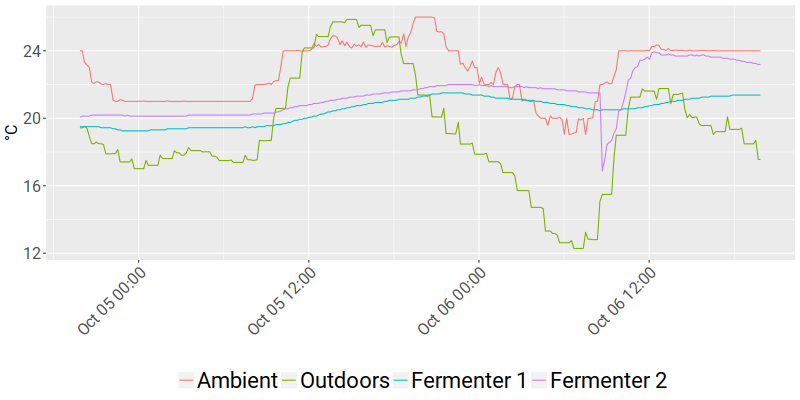 °C
24
20
16
12
Oct 05 00:00
Oct 05 12:00
Oct 06 00:00
Oct 06 12:00
Ambient Outdoors Fermenter 1 Fermenter 2